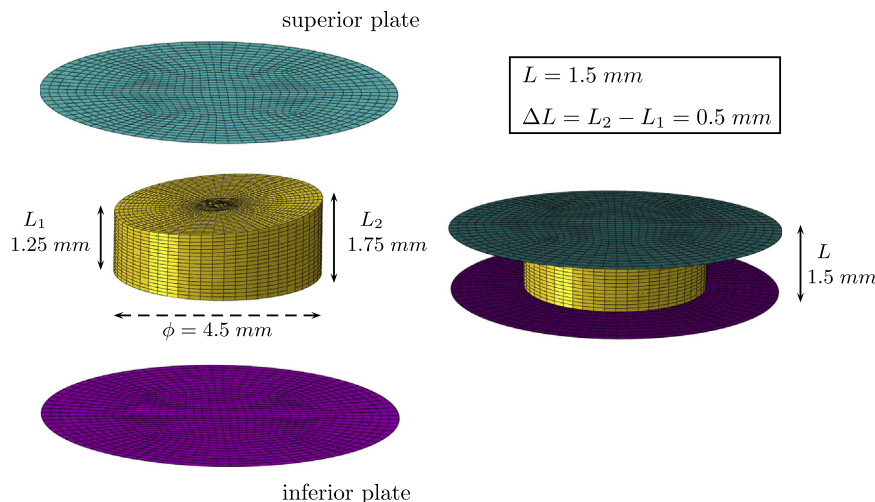 superior plate
L = 1.5 mm
ΔL = L₂ − L₁ = 0.5 mm
L₁
1.25 mm
L₂
1.75 mm
L
1.5 mm
ϕ = 4.5 mm
inferior plate